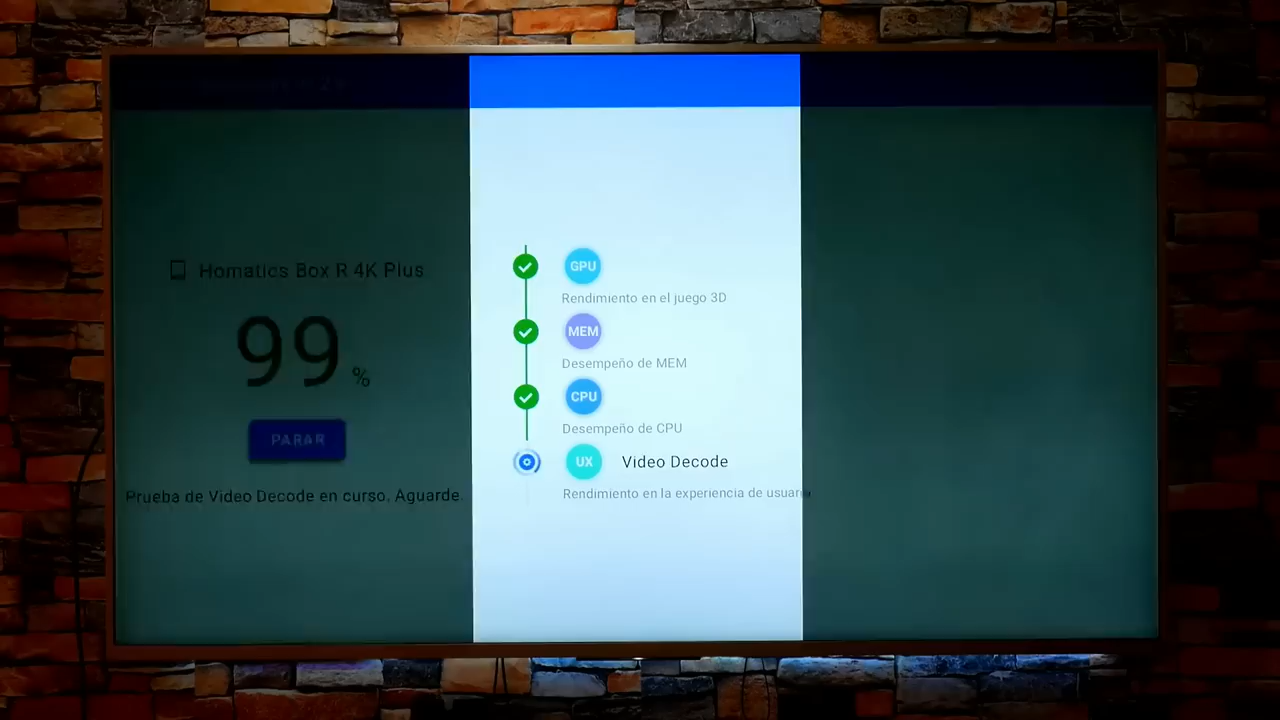 Homatics Box R 4K Plus
99 %
PARAR
Prueba de Video Decode en curso. Aguarde.
GPU
Rendimiento en el juego 3D
MEM
Desempeño de MEM
CPU
Desempeño de CPU
UX Video Decode
Rendimiento en la experiencia de usuario